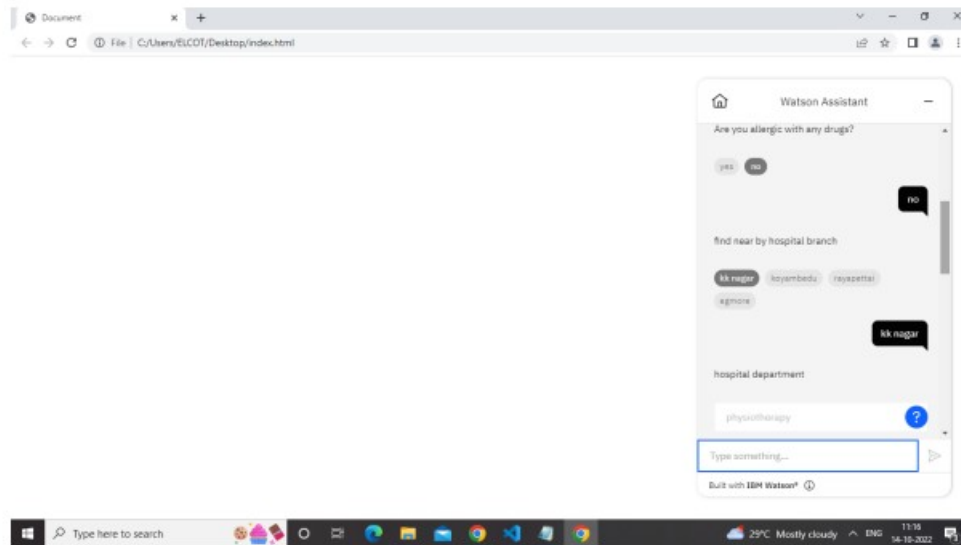 Document
File | C:/Users/ELCOT/Desktop/index.html
Watson Assistant
Are you allergic with any drugs?
yes no
no
find near by hospital branch
kk nagar koyambedu rayapettai
egmore
kk nagar
hospital department
physiotherapy
?
Type something...
Built with IBM Watson®
Type here to search
29°C Mostly cloudy ENG 11:16
14-10-2022